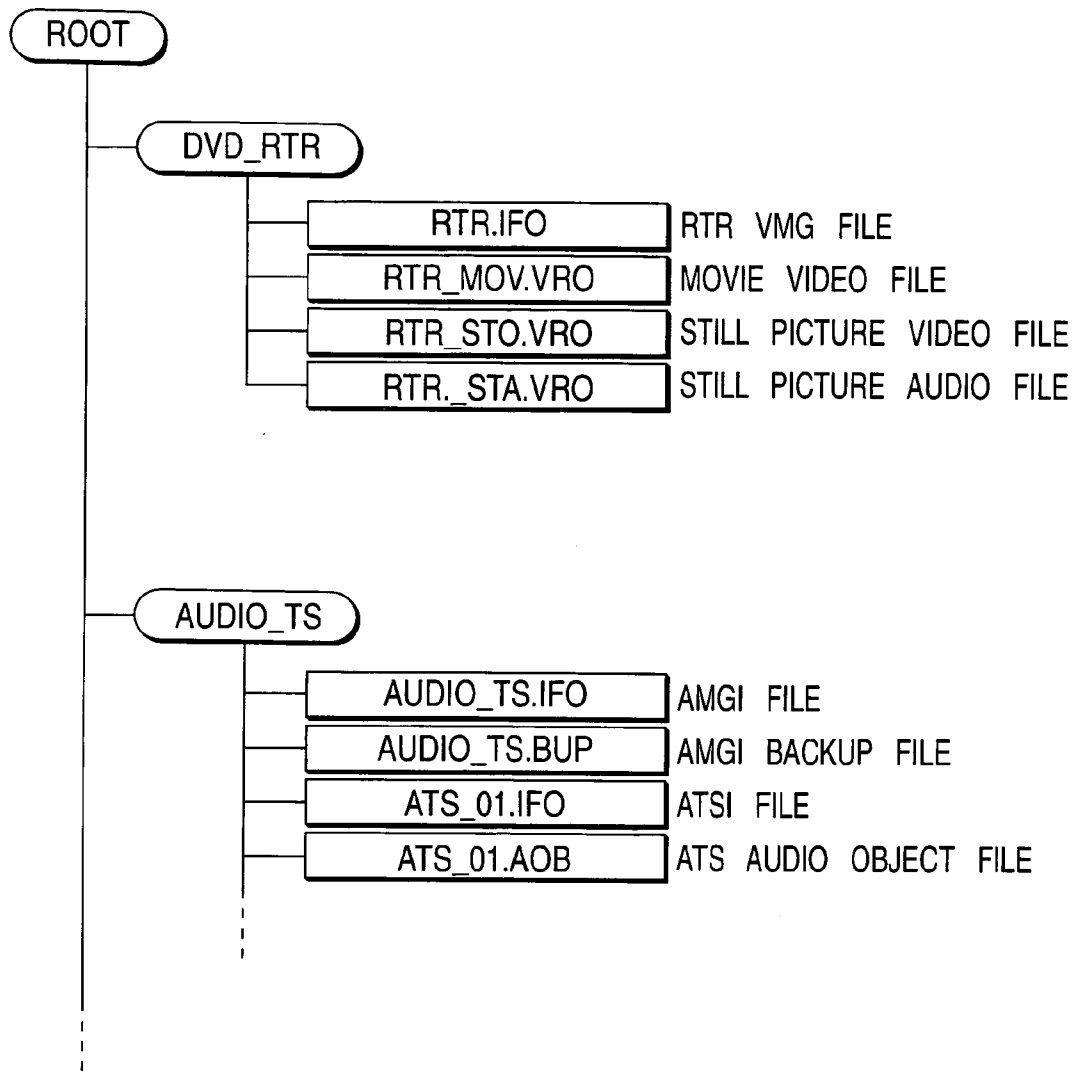 ROOT
DVD_RTR
RTR.IFO RTR VMG FILE
RTR_MOV.VRO MOVIE VIDEO FILE
RTR_STO.VRO STILL PICTURE VIDEO FILE
RTR._STA.VRO STILL PICTURE AUDIO FILE
AUDIO_TS
AUDIO_TS.IFO AMGI FILE
AUDIO_TS.BUP AMGI BACKUP FILE
ATS_01.IFO ATSI FILE
ATS_01.AOB ATS AUDIO OBJECT FILE